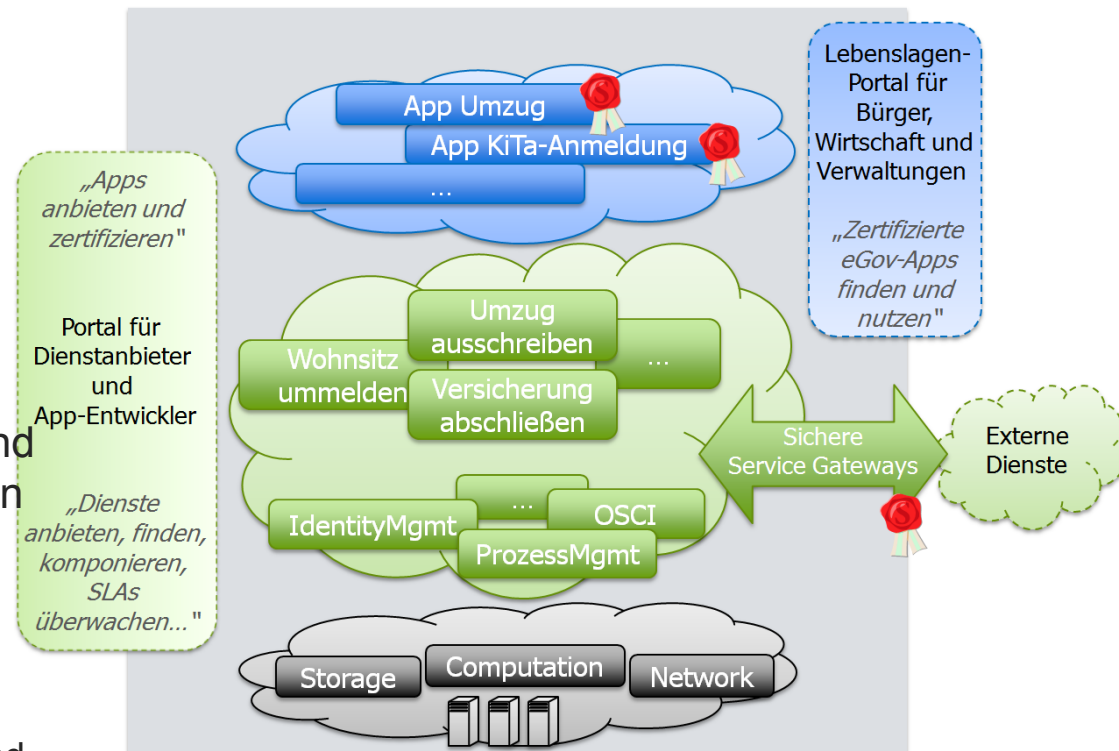 App Umzug
App KiTa-Anmeldung
...
Lebenslagen-
Portal für
Bürger,
Wirtschaft und
Verwaltungen
„Zertifizierte
eGov-Apps
finden und
nutzen"
„Apps
anbieten und
zertifizieren"
Portal für
Dienstanbieter
und
App-Entwickler
„Dienste
anbieten, finden,
komponieren,
SLAs
überwachen..."
Umzug
ausschreiben
Wohnsitz
ummelden
...
Versicherung
abschließen
Sichere
Service Gateways
Externe
Dienste
...
IdentityMgmt
OSCI
ProzessMgmt
Storage
Computation
Network